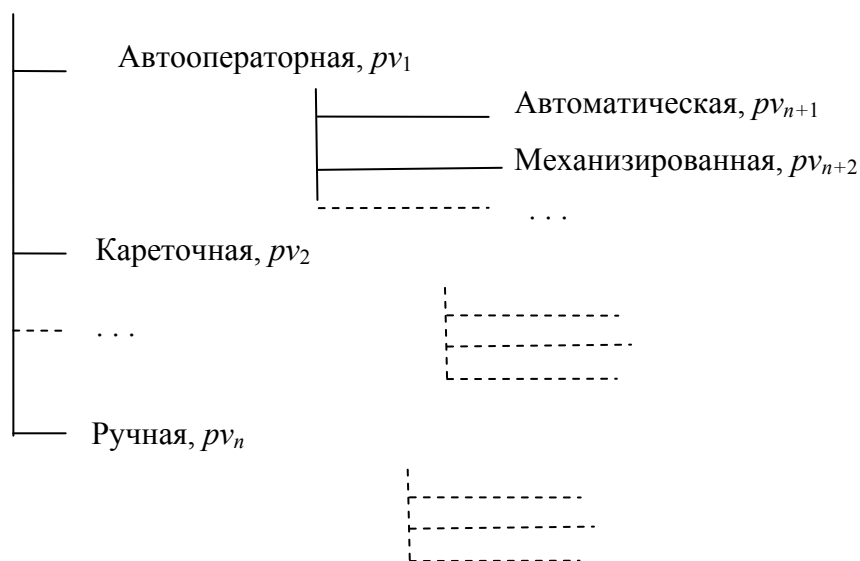 Автооператорная, pv₁
Автоматическая, pvₙ₊₁
Механизированная, pvₙ₊₂
. . .
Кареточная, pv₂
. . .
Ручная, pvₙ